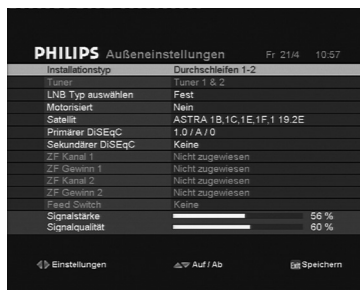 PHILIPS Außeneinstellungen Fr 21/4 10:57
Installationstyp Durchschleifen 1-2
Tuner Tuner 1 & 2
LNB Typ auswählen Fest
Motorisiert Nein
Satellit ASTRA 1B,1C,1E,1F,1 19.2E
Primärer DiSEqC 1.0 / A / 0
Sekundärer DiSEqC Keine
ZF Kanal 1 Nicht zugewiesen
ZF Gewinn 1 Nicht zugewiesen
ZF Kanal 2 Nicht zugewiesen
ZF Gewinn 2 Nicht zugewiesen
Feed Switch Keine
Signalstärke 56 %
Signalqualität 60 %
Einstellungen Auf / Ab Exit Speichern